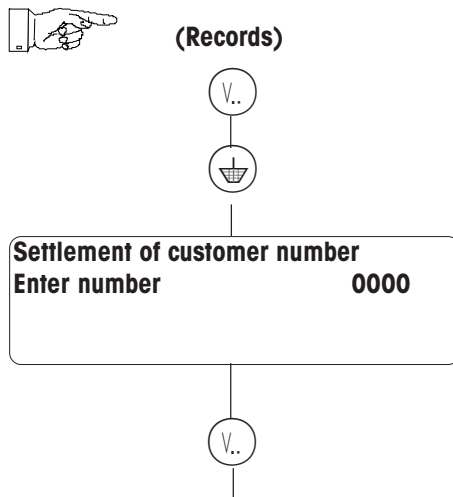 (Records)
V..
Settlement of customer number
Enter number 0000
V..